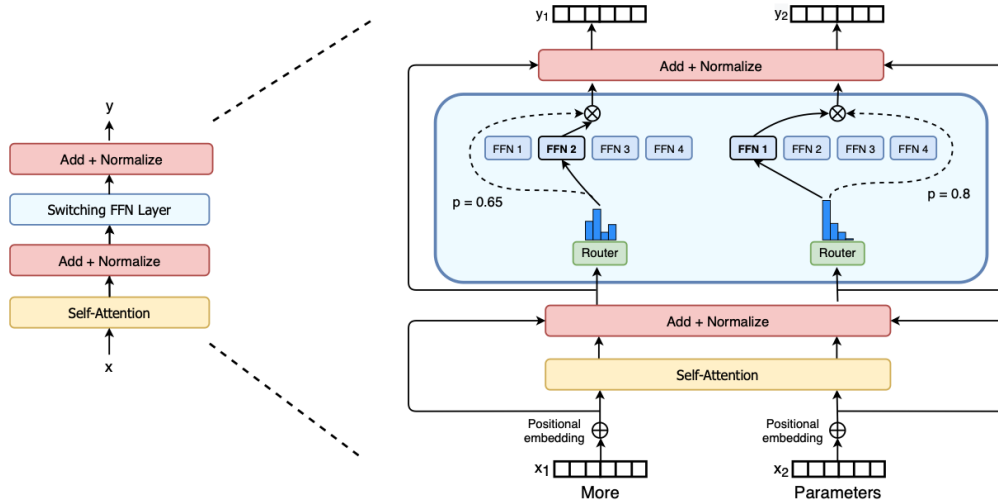 y
Add + Normalize
Switching FFN Layer
Add + Normalize
Self-Attention
x
y1
y2
Add + Normalize
FFN 1
FFN 2
FFN 3
FFN 4
FFN 1
FFN 2
FFN 3
FFN 4
p = 0.65
p = 0.8
Router
Router
Add + Normalize
Self-Attention
Positional
embedding
Positional
embedding
x1
x2
More
Parameters